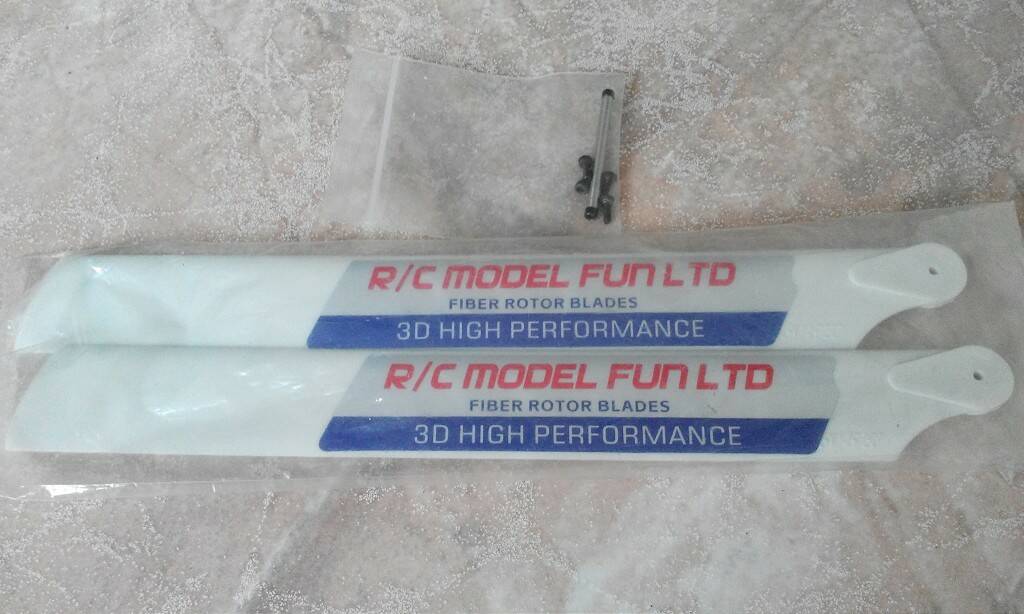 R/C MODEL FUN LTD
FIBER ROTOR BLADES
3D HIGH PERFORMANCE
R/C MODEL FUN LTD
FIBER ROTOR BLADES
3D HIGH PERFORMANCE